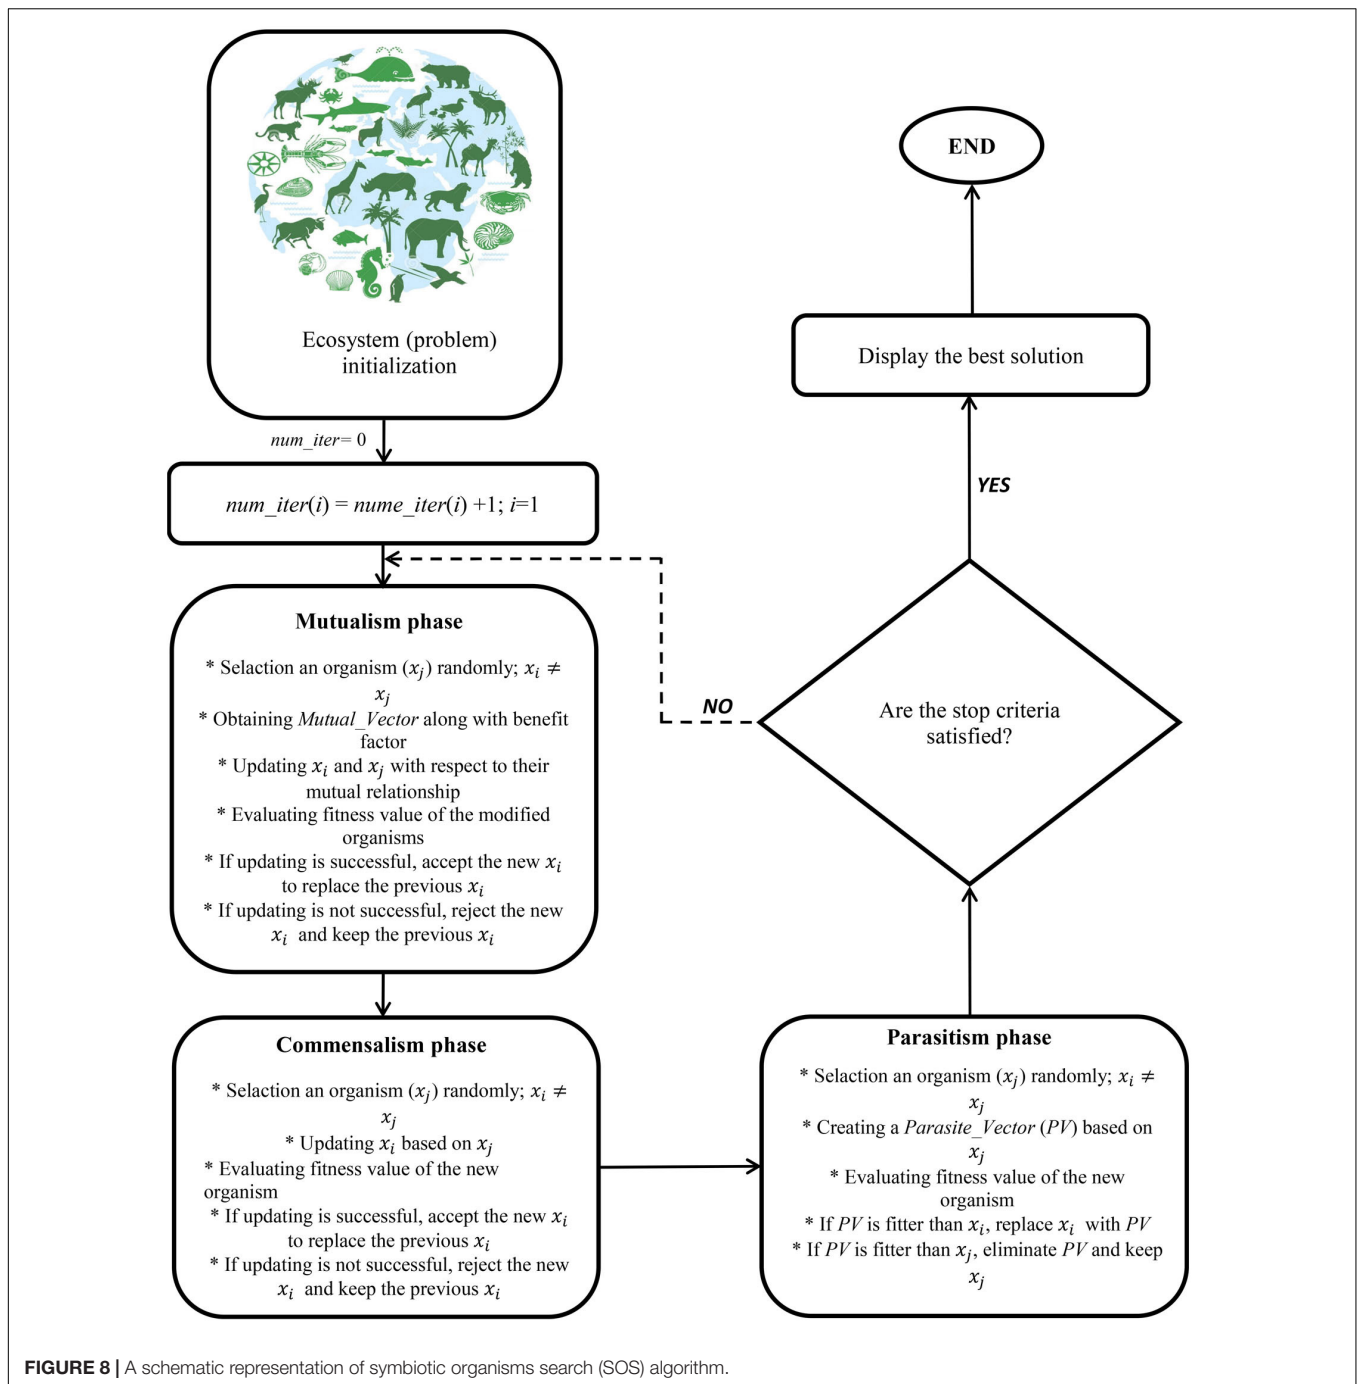 Ecosystem (problem)
initialization
num_iter= 0
num_iter(i) = nume_iter(i) +1; i=1
Mutualism phase
* Selaction an organism (xj) randomly; xi ≠
xj
* Obtaining Mutual_Vector along with benefit
factor
* Updating xi and xj with respect to their
mutual relationship
* Evaluating fitness value of the modified
organisms
* If updating is successful, accept the new xi
to replace the previous xi
* If updating is not successful, reject the new
xi and keep the previous xi
Commensalism phase
* Selaction an organism (xj) randomly; xi ≠
xj
* Updating xi based on xj
* Evaluating fitness value of the new
organism
* If updating is successful, accept the new xi
to replace the previous xi
* If updating is not successful, reject the new
xi and keep the previous xi
Parasitism phase
* Selaction an organism (xj) randomly; xi ≠
xj
* Creating a Parasite_Vector (PV) based on
xj
* Evaluating fitness value of the new
organism
* If PV is fitter than xi, replace xi with PV
* If PV is fitter than xj, eliminate PV and keep
xj
Are the stop criteria
satisfied?
NO
YES
Display the best solution
END
FIGURE 8 | A schematic representation of symbiotic organisms search (SOS) algorithm.